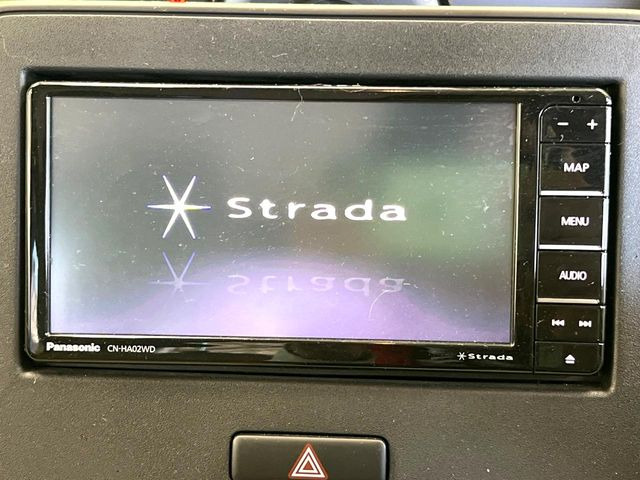 Strada
− +
MAP
MENU
AUDIO
Panasonic CN-HA02WD
Strada